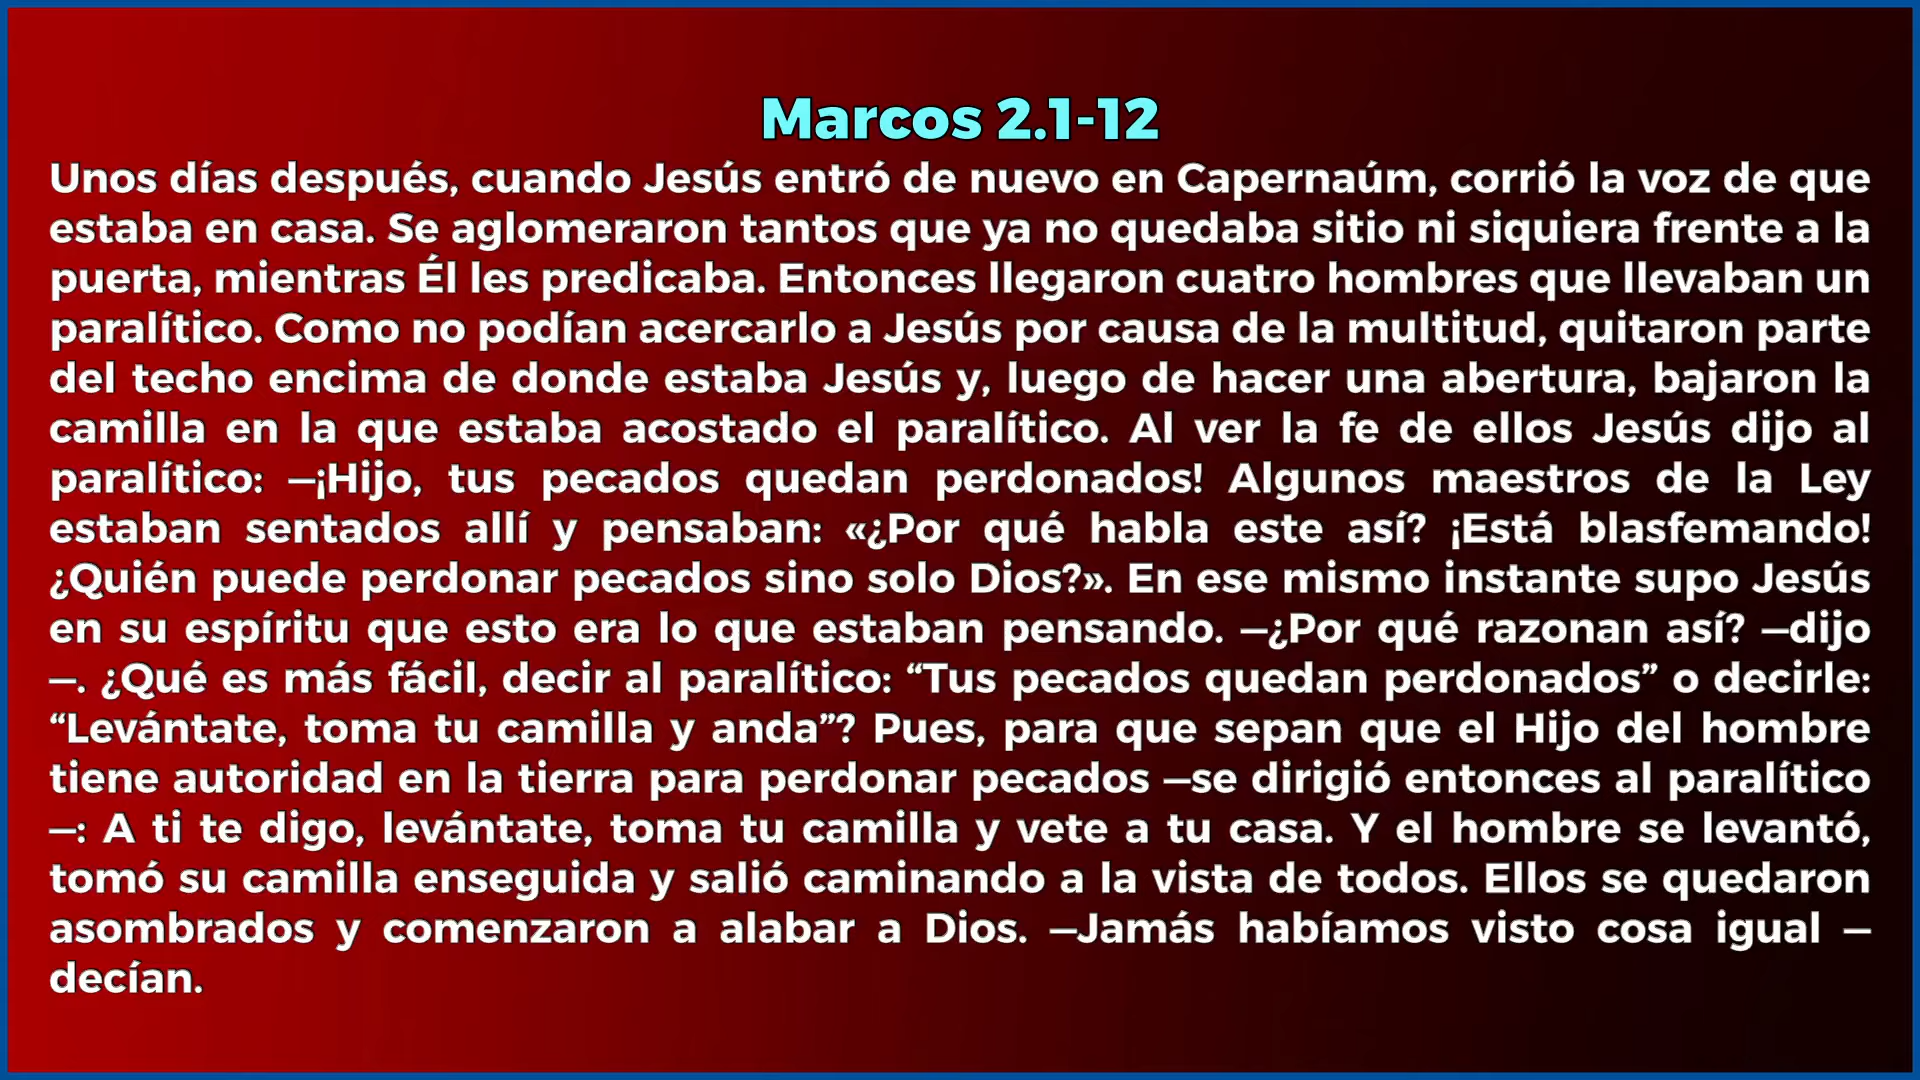 Marcos 2.1-12
Unos días después, cuando Jesús entró de nuevo en Capernaúm, corrió la voz de que
estaba en casa. Se aglomeraron tantos que ya no quedaba sitio ni siquiera frente a la
puerta, mientras Él les predicaba. Entonces llegaron cuatro hombres que llevaban un
paralítico. Como no podían acercarlo a Jesús por causa de la multitud, quitaron parte
del techo encima de donde estaba Jesús y, luego de hacer una abertura, bajaron la
camilla en la que estaba acostado el paralítico. Al ver la fe de ellos Jesús dijo al
paralítico: —¡Hijo, tus pecados quedan perdonados! Algunos maestros de la Ley
estaban sentados allí y pensaban: «¿Por qué habla este así? ¡Está blasfemando!
¿Quién puede perdonar pecados sino solo Dios?». En ese mismo instante supo Jesús
en su espíritu que esto era lo que estaban pensando. —¿Por qué razonan así? —dijo
—. ¿Qué es más fácil, decir al paralítico: “Tus pecados quedan perdonados” o decirle:
“Levántate, toma tu camilla y anda”? Pues, para que sepan que el Hijo del hombre
tiene autoridad en la tierra para perdonar pecados —se dirigió entonces al paralítico
—: A ti te digo, levántate, toma tu camilla y vete a tu casa. Y el hombre se levantó,
tomó su camilla enseguida y salió caminando a la vista de todos. Ellos se quedaron
asombrados y comenzaron a alabar a Dios. —Jamás habíamos visto cosa igual —
decían.